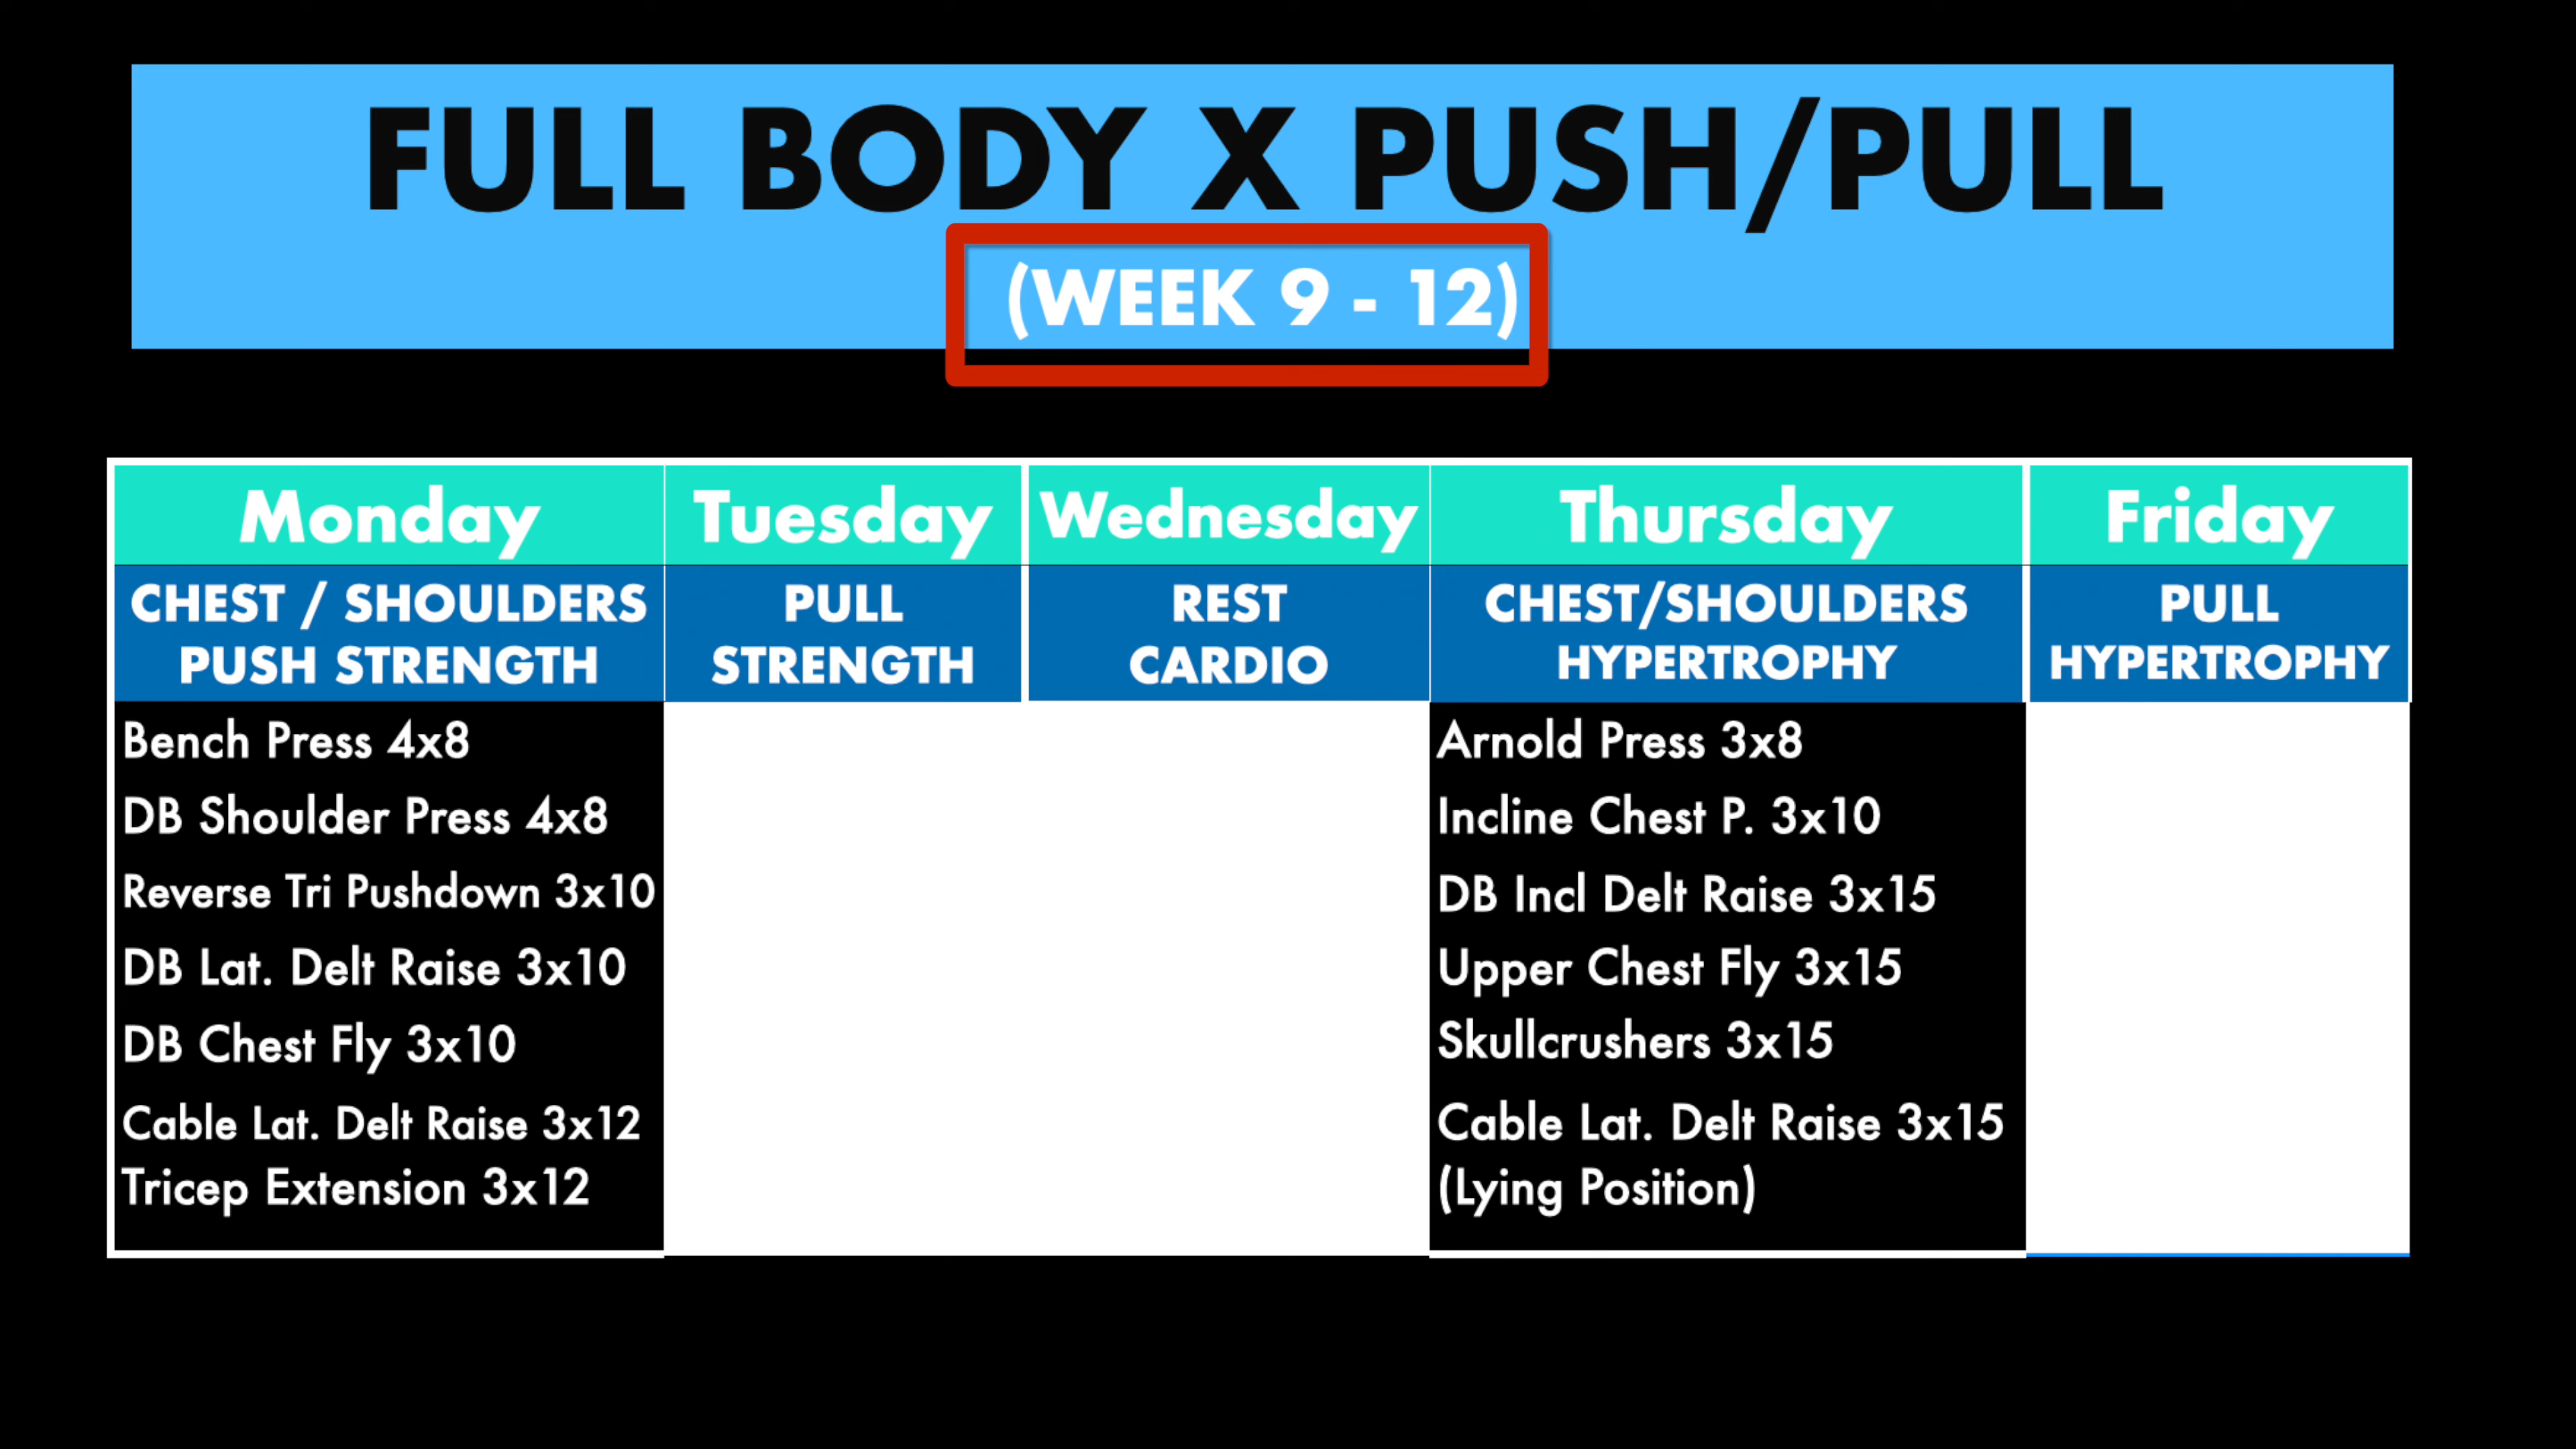 FULL BODY X PUSH/PULL
(WEEK 9 - 12)
Monday
Tuesday
Wednesday
Thursday
Friday
CHEST / SHOULDERS
PUSH STRENGTH
PULL
STRENGTH
REST
CARDIO
CHEST/SHOULDERS
HYPERTROPHY
PULL
HYPERTROPHY
Bench Press 4x8
DB Shoulder Press 4x8
Reverse Tri Pushdown 3x10
DB Lat. Delt Raise 3x10
DB Chest Fly 3x10
Cable Lat. Delt Raise 3x12
Tricep Extension 3x12
Arnold Press 3x8
Incline Chest P. 3x10
DB Incl Delt Raise 3x15
Upper Chest Fly 3x15
Skullcrushers 3x15
Cable Lat. Delt Raise 3x15
(Lying Position)